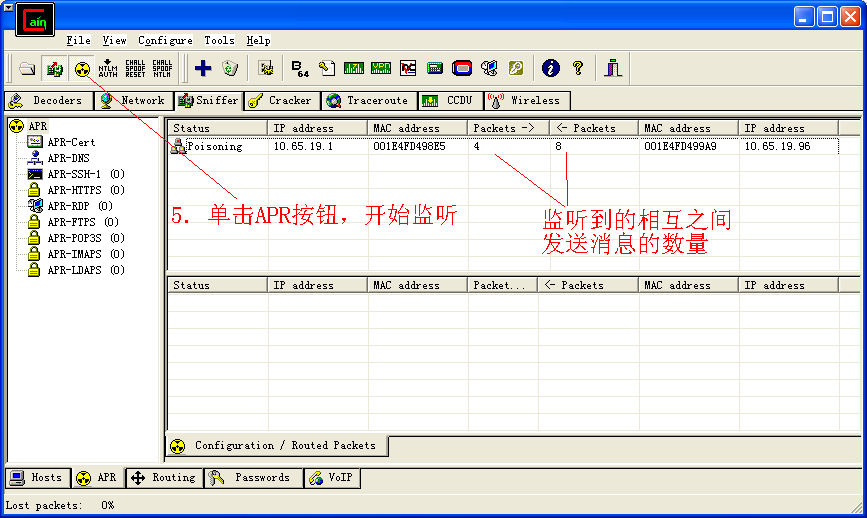 Cain
File View Configure Tools Help
B 64
NTLM AUTH
CHALL SPOOF RESET
CHALL SPOOF NTLM
Decoders Network Sniffer Cracker Traceroute CCDU Wireless
APR
APR-Cert
APR-DNS
APR-SSH-1 (0)
APR-HTTPS (0)
APR-RDP (0)
APR-FTPS (0)
APR-POP3S (0)
APR-IMAPS (0)
APR-LDAPS (0)
Status IP address MAC address Packets -> <- Packets MAC address IP address
Poisoning 10.65.19.1 001E4FD498E5 4 8 001E4FD499A9 10.65.19.96
5. 单击APR按钮，开始监听
监听到的相互之间
发送消息的数量
Status IP address MAC address Packet... <- Packets MAC address IP address
Configuration / Routed Packets
Hosts APR Routing Passwords VoIP
Lost packets: 0%